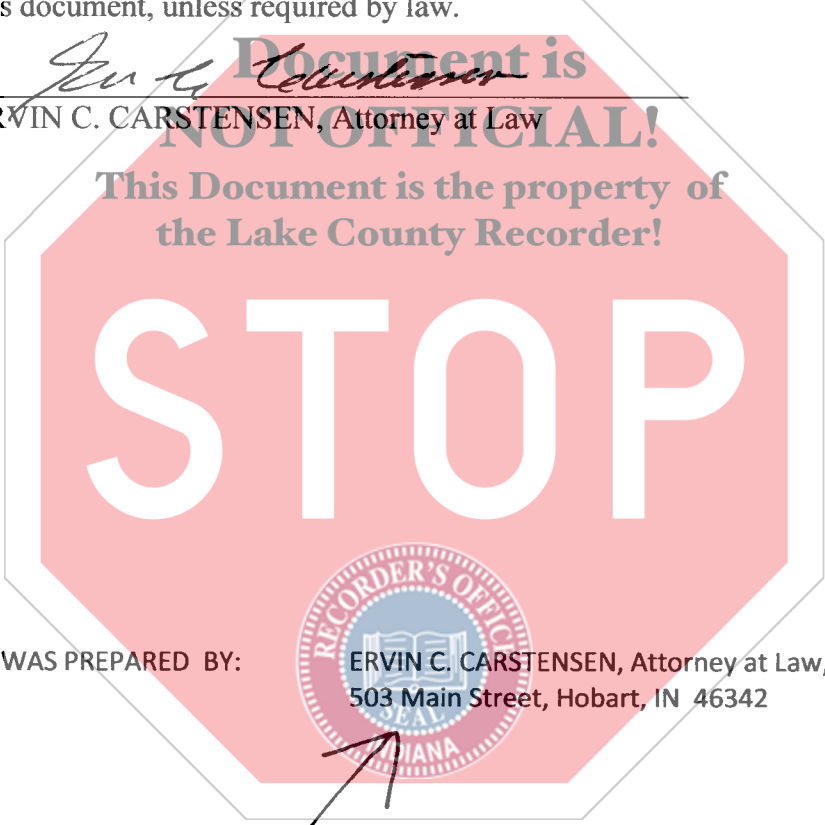 s document, unless required by law.
Document is
RVIN C. CARSTENSEN, Attorney at Law
NOT OFFICIAL!
This Document is the property of
the Lake County Recorder!
STOP
RECORDER'S OFFICE
WAS PREPARED BY: ERVIN C. CARSTENSEN, Attorney at Law,
503 Main Street, Hobart, IN 46342
SEAL
INDIANA